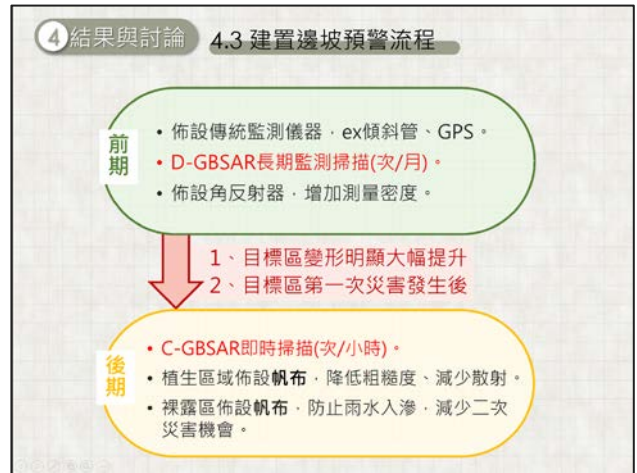 4 結果與討論 4.3 建置邊坡預警流程
前期
• 佈設傳統監測儀器,ex傾斜管、GPS。
• D-GBSAR長期監測掃描(次/月)。
• 佈設角反射器,增加測量密度。
1、目標區變形明顯大幅提升
2、目標區第一次災害發生後
後期
• C-GBSAR即時掃描(次/小時)。
• 植生區域佈設帆布,降低粗糙度、減少散射。
• 裸露區佈設帆布,防止雨水入滲,減少二次
災害機會。